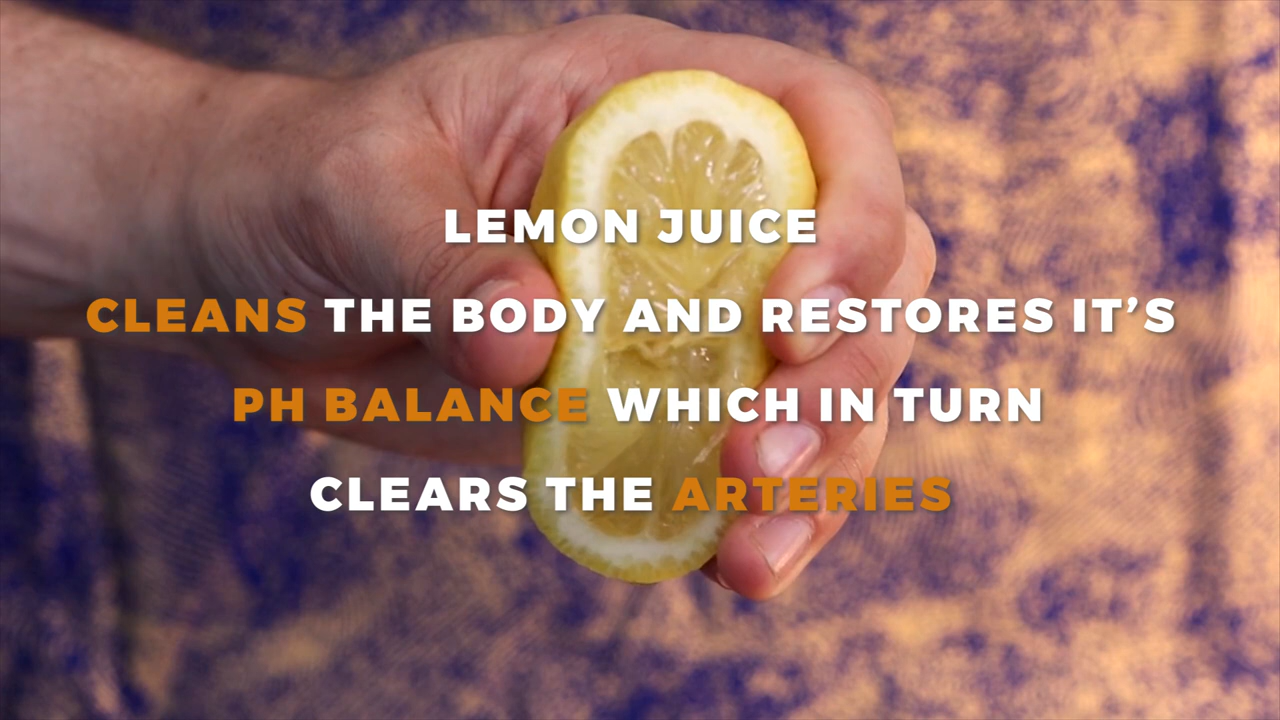 LEMON JUICE
CLEANS THE BODY AND RESTORES IT’S
PH BALANCE WHICH IN TURN
CLEARS THE ARTERIES